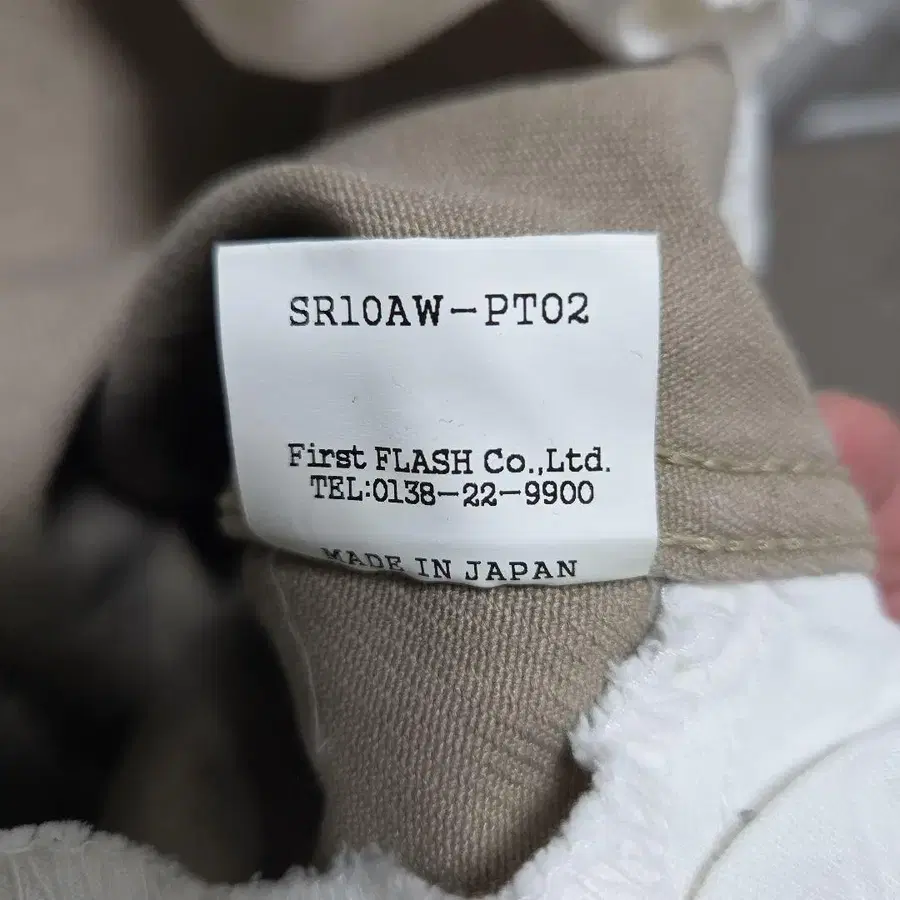 SR10AW-PT02
First FLASH Co.,Ltd.
TEL:0138-22-9900
MADE IN JAPAN